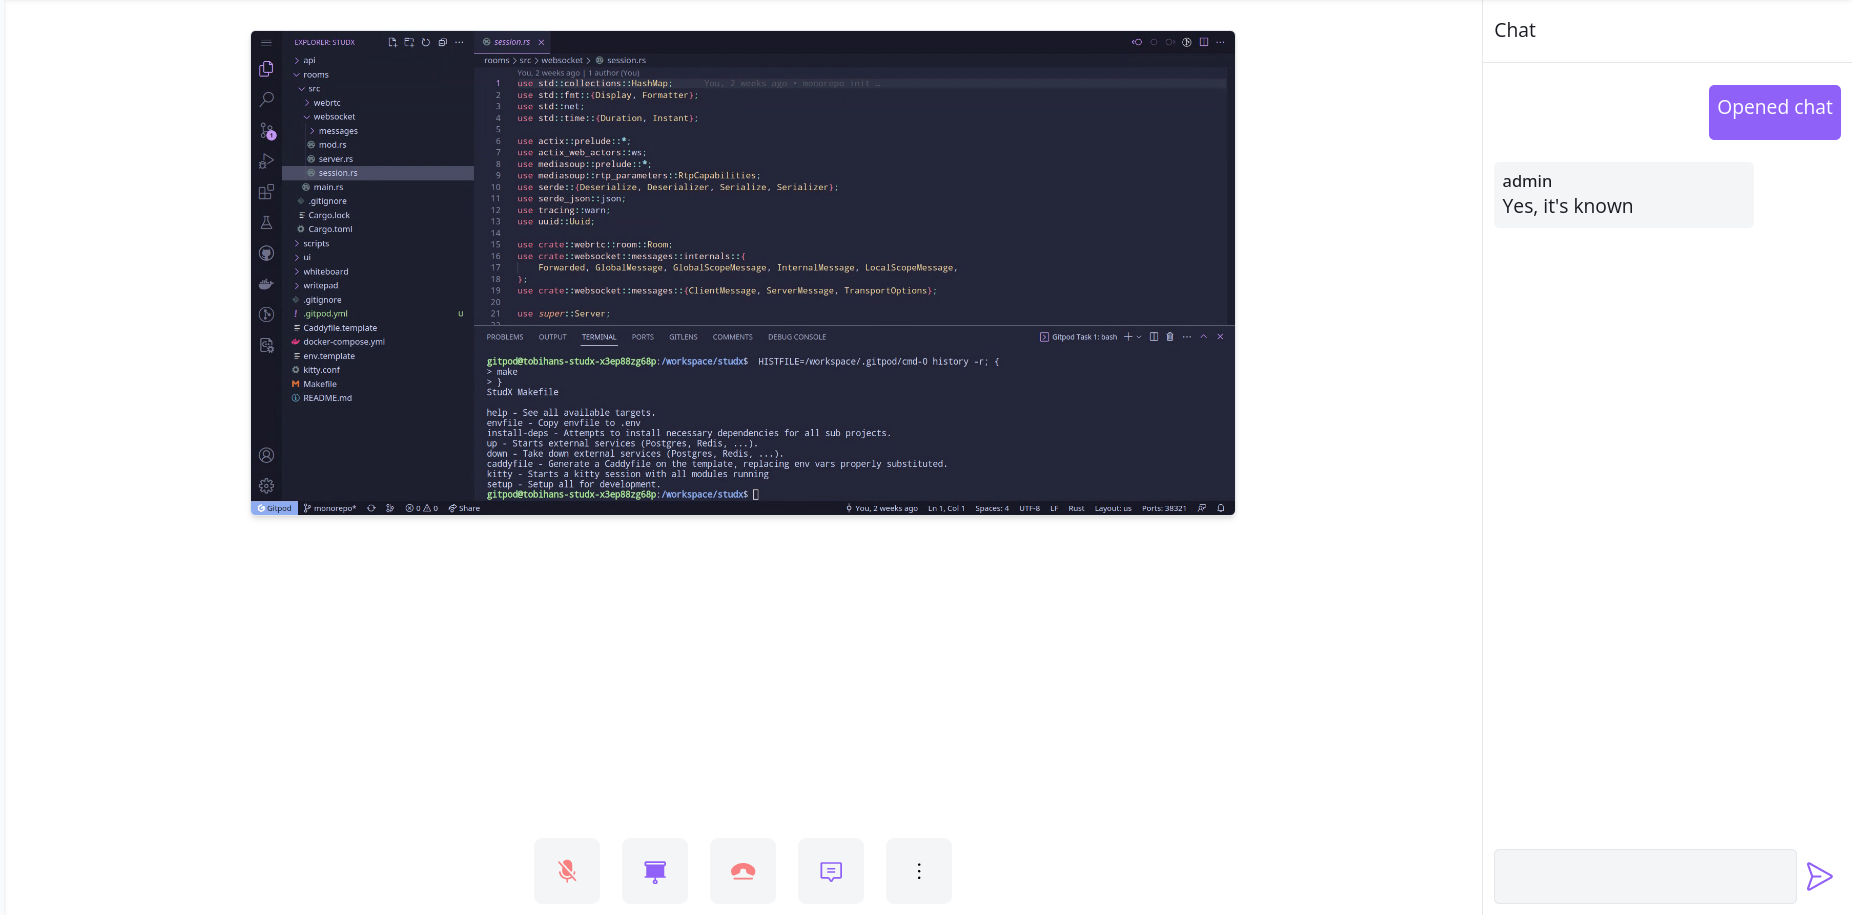 EXPLORER: STUDX
api
rooms
src
webrtc
websocket
messages
mod.rs
server.rs
session.rs
main.rs
.gitignore
Cargo.lock
Cargo.toml
scripts
ui
whiteboard
writepad
.gitignore
.gitpod.yml U
Caddyfile.template
docker-compose.yml
env.template
kitty.conf
Makefile
README.md
1
session.rs
rooms > src > websocket > session.rs
You, 2 weeks ago | 1 author (You)
1 use std::collections::HashMap; You, 2 weeks ago • monorepo init …
2 use std::fmt::{Display, Formatter};
3 use std::net;
4 use std::time::{Duration, Instant};
5
6 use actix::prelude::*;
7 use actix_web_actors::ws;
8 use mediasoup::prelude::*;
9 use mediasoup::rtp_parameters::RtpCapabilities;
10 use serde::{Deserialize, Deserializer, Serialize, Serializer};
11 use serde_json::json;
12 use tracing::warn;
13 use uuid::Uuid;
14
15 use crate::webrtc::room::Room;
16 use crate::websocket::messages::internals::{
17 Forwarded, GlobalMessage, GlobalScopeMessage, InternalMessage, LocalScopeMessage,
18 };
19 use crate::websocket::messages::{ClientMessage, ServerMessage, TransportOptions};
20
21 use super::Server;
PROBLEMS OUTPUT TERMINAL PORTS GITLENS COMMENTS DEBUG CONSOLE Gitpod Task 1: bash
gitpod@tobihans-studx-x3ep88zg68p:/workspace/studx$ HISTFILE=/workspace/.gitpod/cmd-0 history -r; {
> make
> }
StudX Makefile
help - See all available targets.
envfile - Copy envfile to .env
install-deps - Attempts to install necessary dependencies for all sub projects.
up - Starts external services (Postgres, Redis, ...).
down - Take down external services (Postgres, Redis, ...).
caddyfile - Generate a Caddyfile on the template, replacing env vars properly substituted.
kitty - Starts a kitty session with all modules running
setup - Setup all for development.
gitpod@tobihans-studx-x3ep88zg68p:/workspace/studx$
Gitpod monorepo* 0 0 Share You, 2 weeks ago Ln 1, Col 1 Spaces: 4 UTF-8 LF Rust Layout: us Ports: 38321
Chat
Opened chat
admin
Yes, it's known